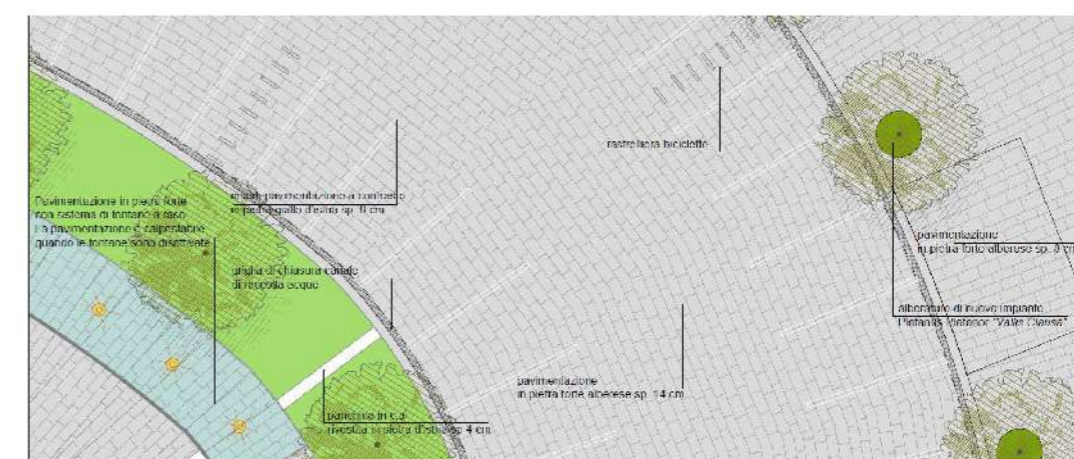 rastrelliera biciclette
Pavimentazione in pietra forte
con sistema di fontane a raso
La pavimentazione è calpestabile
quando le fontane sono disattivate
pavimentazione a contrasto
in pietra giallo d'istria sp. 8 cm
griglia di chiusura canale
di raccolta acque
pavimentazione
in pietra forte alberese sp. 8 cm
alberature di nuovo impianto
Platanus Platanor "Vallis Clausa"
pavimentazione
in pietra forte alberese sp. 14 cm
panchina in c.a
rivestita in pietra d'istria sp 4 cm